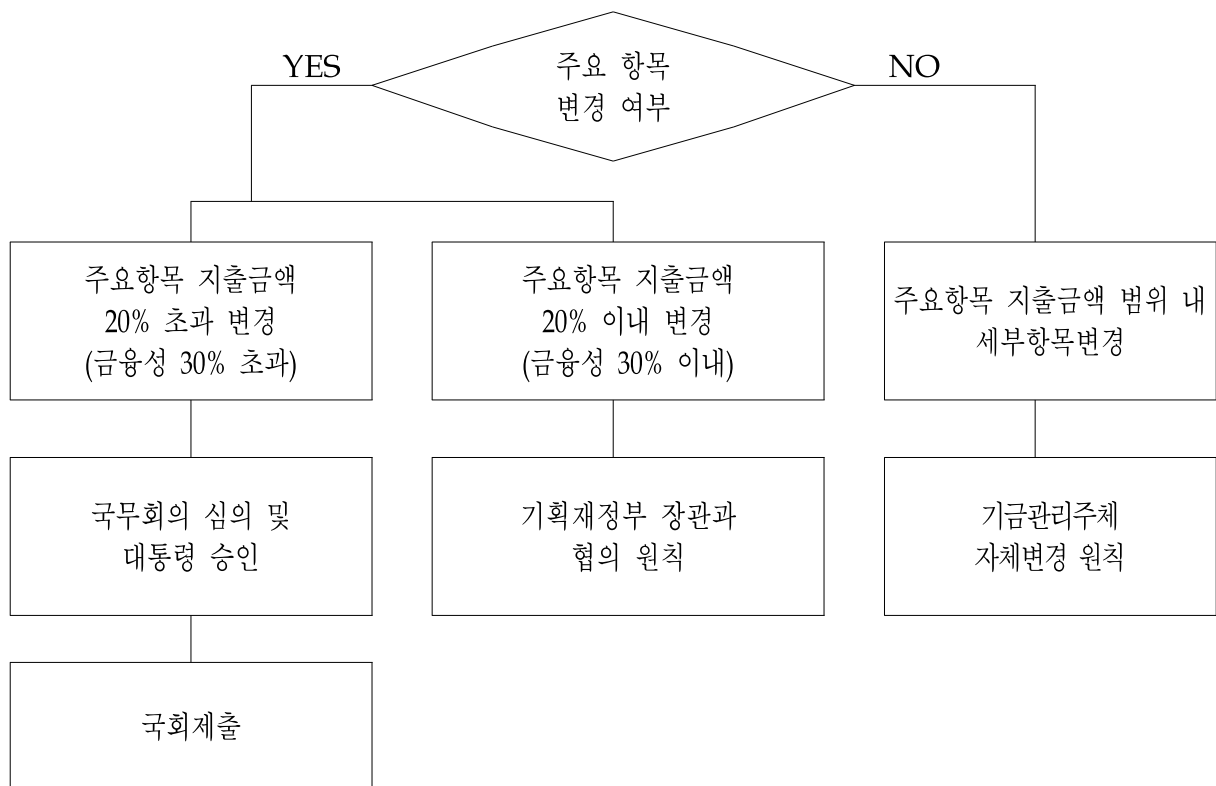 주요 항목
변경 여부
YES
NO
주요항목 지출금액
20% 초과 변경
(금융성 30% 초과)
주요항목 지출금액
20% 이내 변경
(금융성 30% 이내)
주요항목 지출금액 범위 내
세부항목변경
국무회의 심의 및
대통령 승인
기획재정부 장관과
협의 원칙
기금관리주체
자체변경 원칙
국회제출